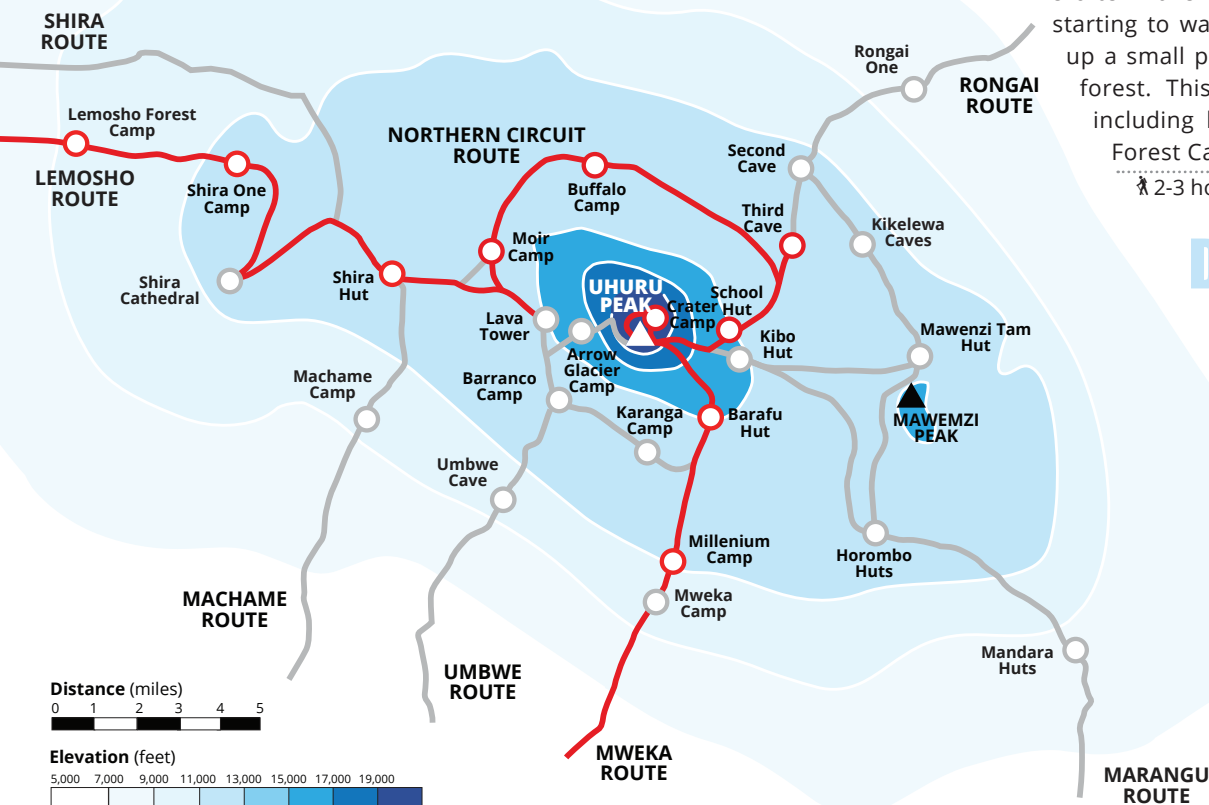 SHIRA
ROUTE
starting to wa
up a small p
forest. This
including
Forest Ca
2-3 ho
Rongai
One
RONGAI
ROUTE
Lemosho Forest
Camp
LEMOSHO
ROUTE
Shira One
Camp
NORTHERN CIRCUIT
ROUTE
Buffalo
Camp
Second
Cave
Third
Cave
Kikelewa
Caves
Moir
Camp
Shira
Cathedral
Shira
Hut
UHURU
PEAK
Crater
Camp
School
Hut
Lava
Tower
Kibo
Hut
Mawenzi Tam
Hut
Arrow
Glacier
Camp
Machame
Camp
Barranco
Camp
Karanga
Camp
Barafu
Hut
MAWEMZI
PEAK
Umbwe
Cave
Millenium
Camp
Horombo
Huts
MACHAME
ROUTE
Mweka
Camp
Mandara
Huts
UMBWE
ROUTE
MWEKA
ROUTE
MARANGU
ROUTE
Distance (miles)
0 1 2 3 4 5
Elevation (feet)
5,000 7,000 9,000 11,000 13,000 15,000 17,000 19,000